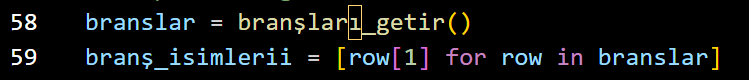 58 branslar = branşları_getir()
59 branş_isimlerii = [row[1] for row in branslar]